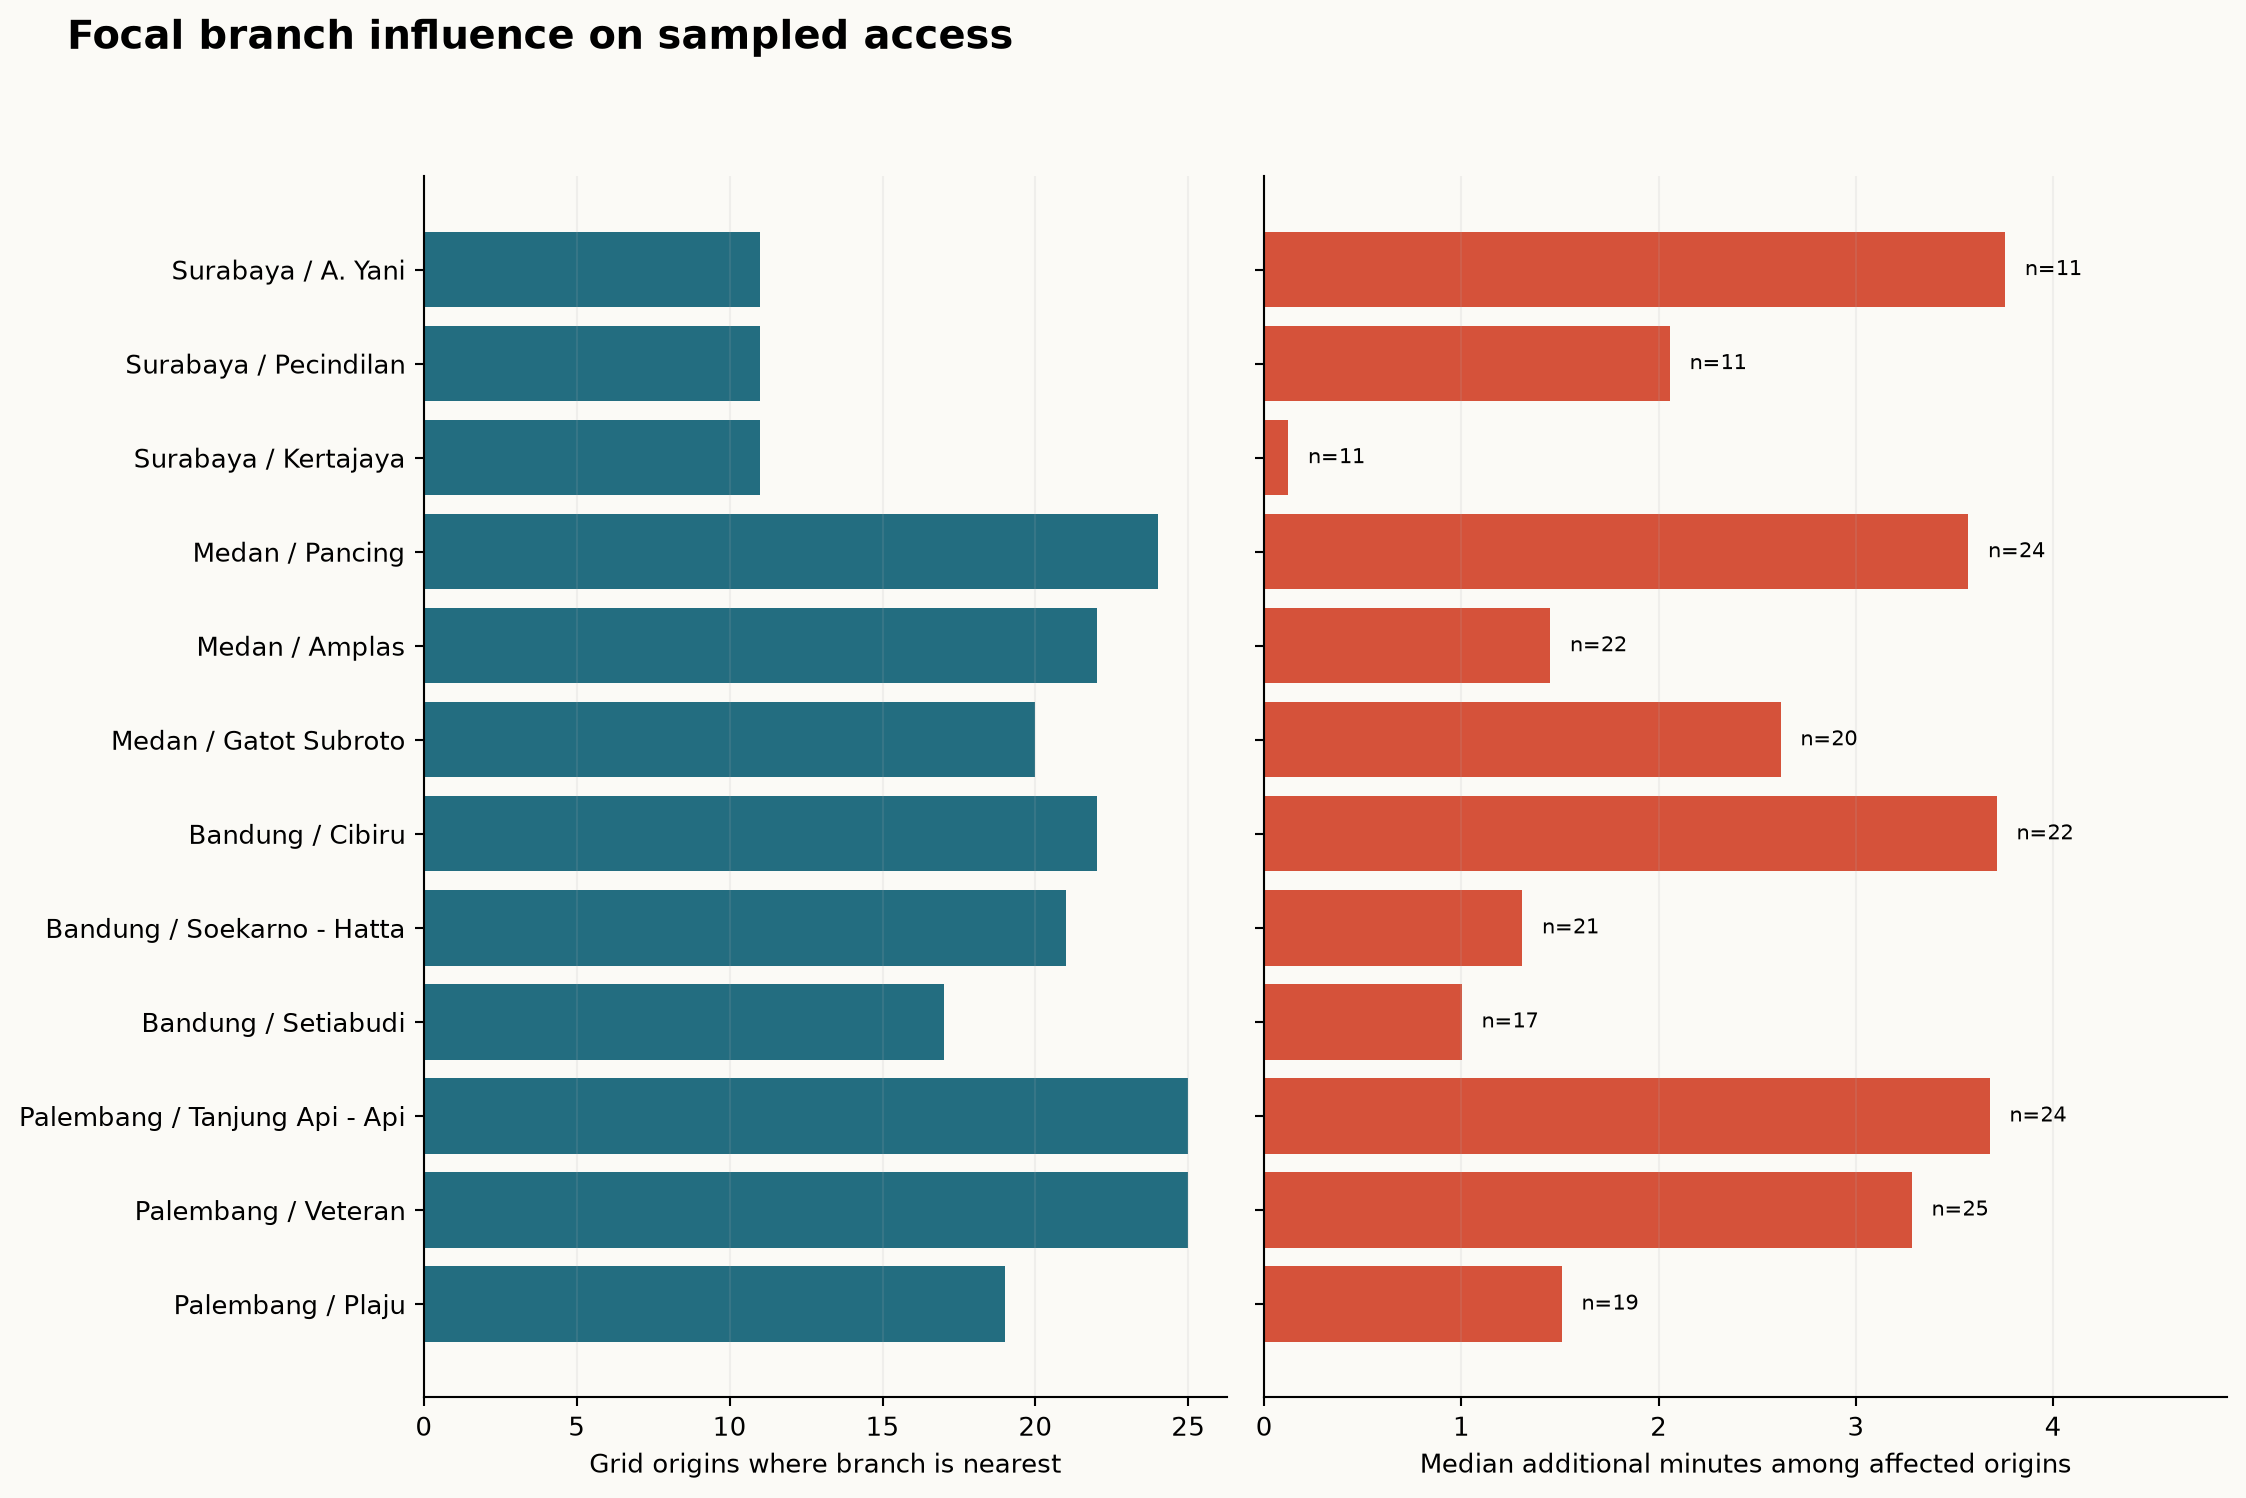 Focal branch influence on sampled access
Surabaya / A. Yani
Surabaya / Pecindilan
Surabaya / Kertajaya
Medan / Pancing
Medan / Amplas
Medan / Gatot Subroto
Bandung / Cibiru
Bandung / Soekarno - Hatta
Bandung / Setiabudi
Palembang / Tanjung Api - Api
Palembang / Veteran
Palembang / Plaju
0 5 10 15 20 25
Grid origins where branch is nearest
n=11
n=11
n=11
n=24
n=22
n=20
n=22
n=21
n=17
n=24
n=25
n=19
0 1 2 3 4
Median additional minutes among affected origins